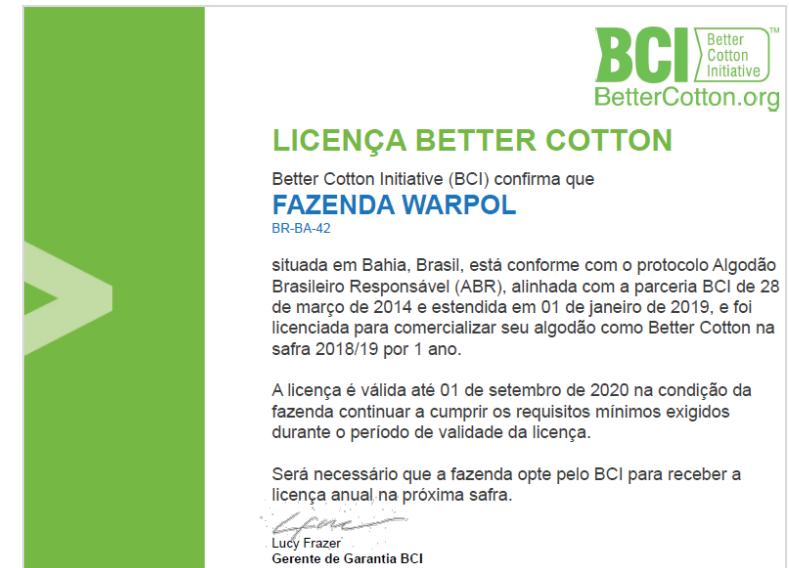 BCI Better Cotton Initiative™
BetterCotton.org
LICENÇA BETTER COTTON
Better Cotton Initiative (BCI) confirma que
FAZENDA WARPOL
BR-BA-42
situada em Bahia, Brasil, está conforme com o protocolo Algodão
Brasileiro Responsável (ABR), alinhada com a parceria BCI de 28
de março de 2014 e estendida em 01 de janeiro de 2019, e foi
licenciada para comercializar seu algodão como Better Cotton na
safra 2018/19 por 1 ano.
A licença é válida até 01 de setembro de 2020 na condição da
fazenda continuar a cumprir os requisitos mínimos exigidos
durante o período de validade da licença.
Será necessário que a fazenda opte pelo BCI para receber a
licença anual na próxima safra.
Lucy Frazer
Gerente de Garantia BCI